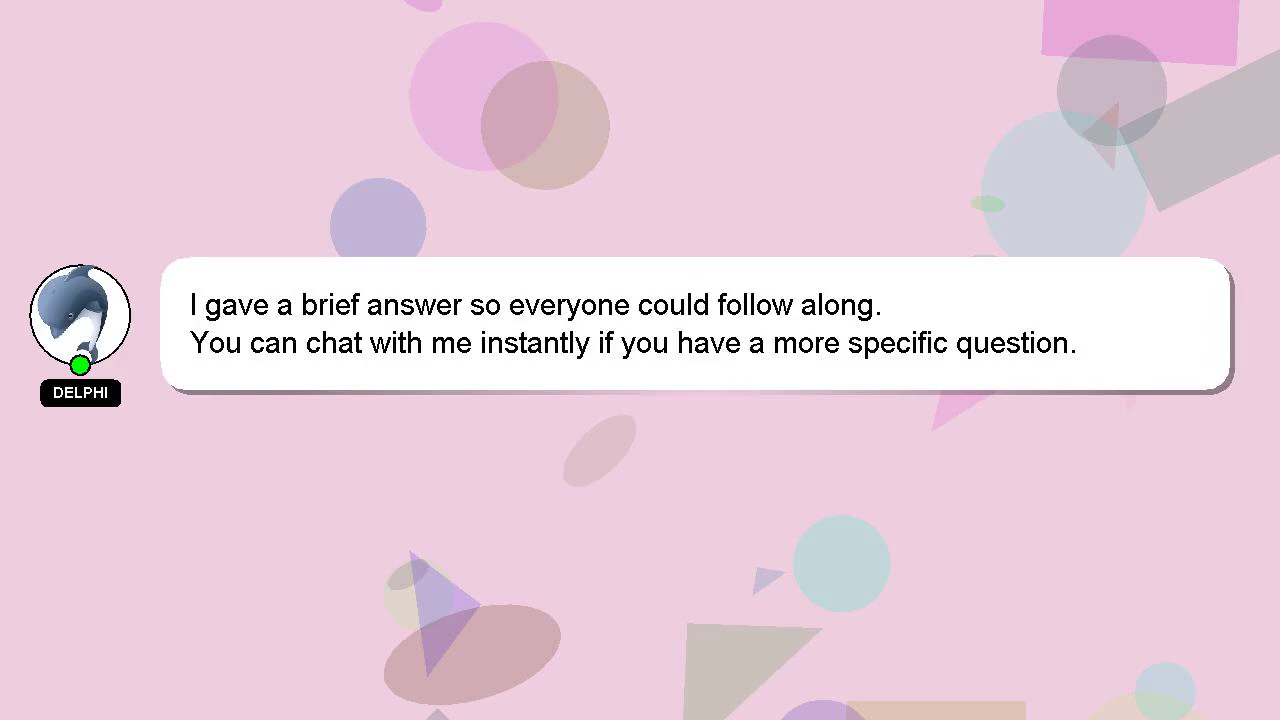 I gave a brief answer so everyone could follow along.
You can chat with me instantly if you have a more specific question.
DELPHI